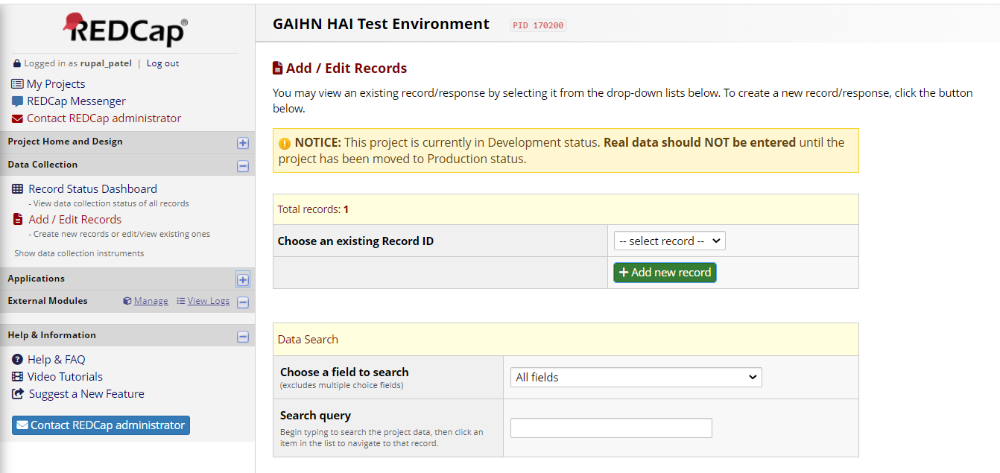 REDCap®
Logged in as rupal_patel | Log out
My Projects
REDCap Messenger
Contact REDCap administrator
Project Home and Design
Data Collection
Record Status Dashboard
- View data collection status of all records
Add / Edit Records
- Create new records or edit/view existing ones
Show data collection instruments
Applications
External Modules Manage View Logs
Help & Information
Help & FAQ
Video Tutorials
Suggest a New Feature
Contact REDCap administrator
GAIHN HAI Test Environment PID 170200
Add / Edit Records
You may view an existing record/response by selecting it from the drop-down lists below. To create a new record/response, click the button
below.
NOTICE: This project is currently in Development status. Real data should NOT be entered until the
project has been moved to Production status.
Total records: 1
Choose an existing Record ID -- select record --
+ Add new record
Data Search
Choose a field to search
(excludes multiple choice fields)
All fields
Search query
Begin typing to search the project data, then click an
item in the list to navigate to that record.